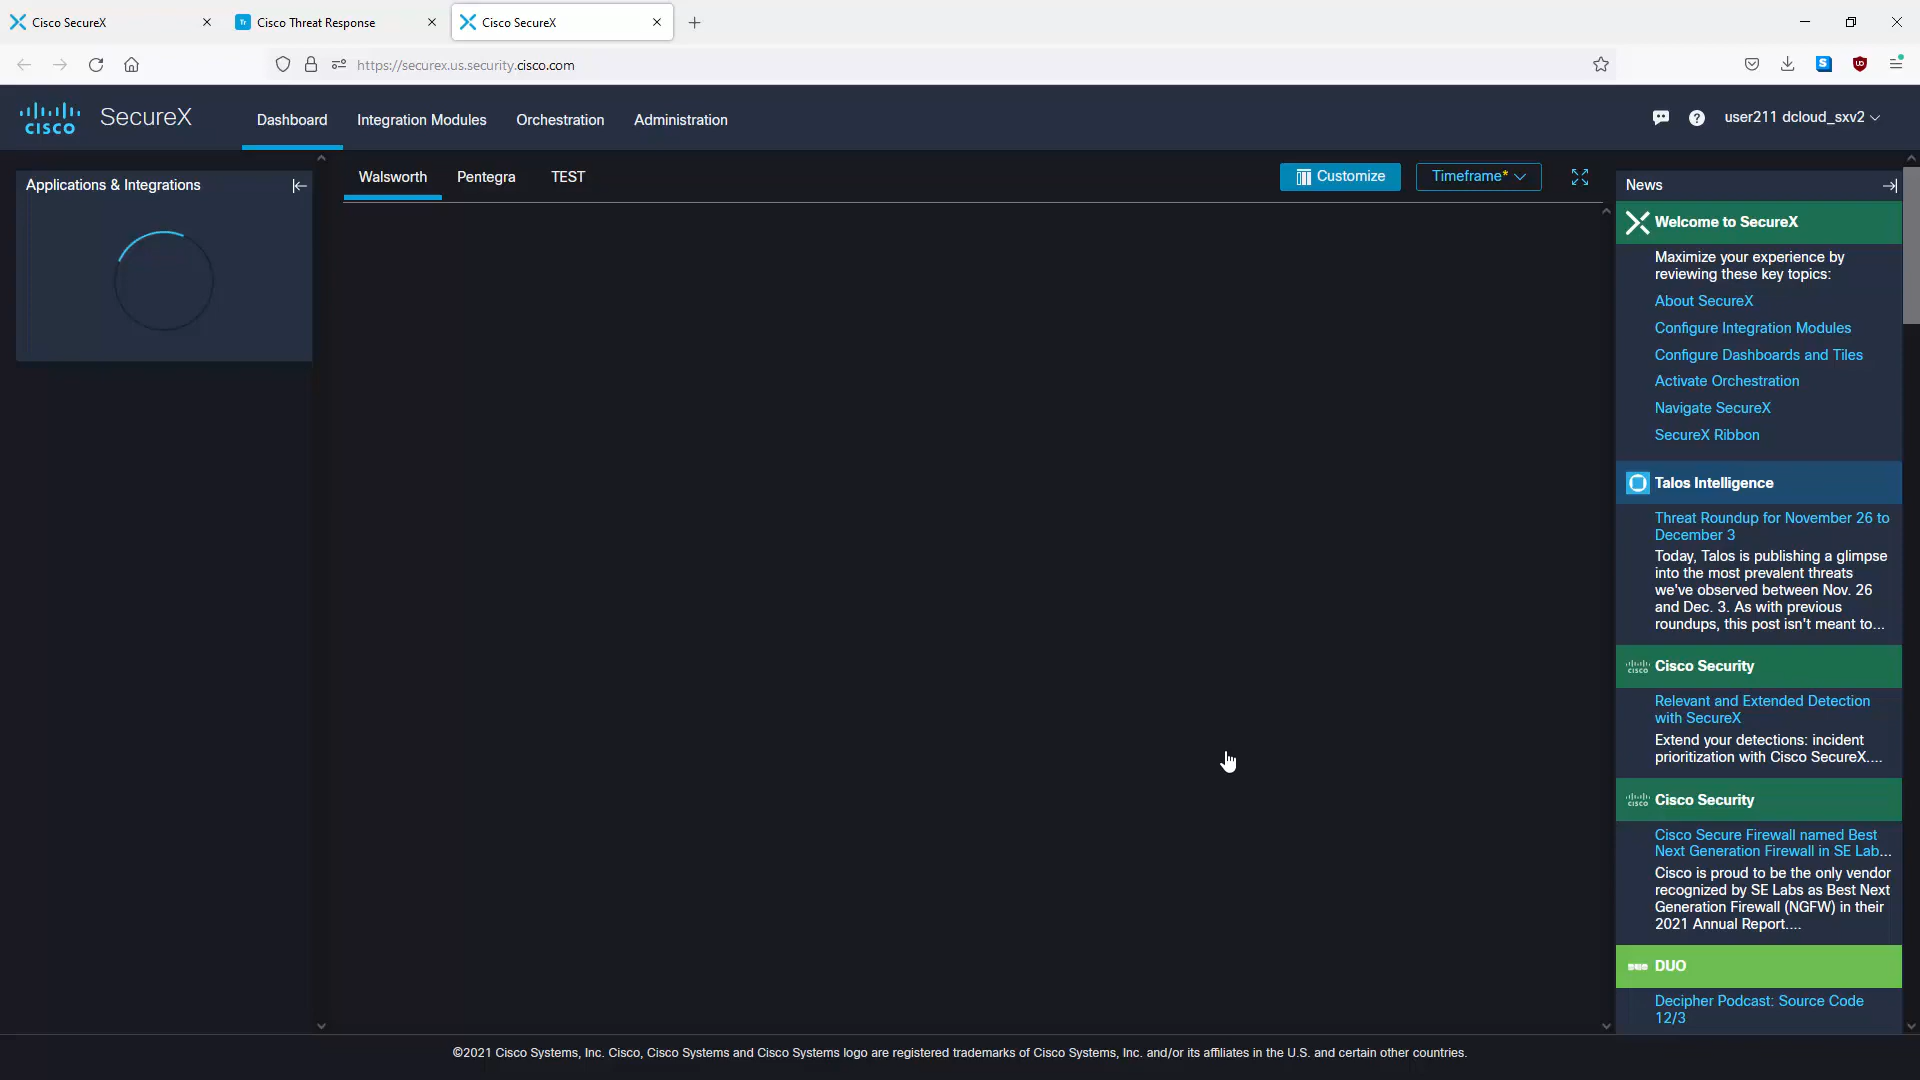 Cisco SecureX
Cisco Threat Response
Cisco SecureX
https://securex.us.security.cisco.com
CISCO
SecureX
Dashboard
Integration Modules
Orchestration
Administration
user211 dcloud_sxv2
Applications & Integrations
Walsworth
Pentegra
TEST
Customize
Timeframe*
News
Welcome to SecureX
Maximize your experience by
reviewing these key topics:
About SecureX
Configure Integration Modules
Configure Dashboards and Tiles
Activate Orchestration
Navigate SecureX
SecureX Ribbon
Talos Intelligence
Threat Roundup for November 26 to
December 3
Today, Talos is publishing a glimpse
into the most prevalent threats
we've observed between Nov. 26
and Dec. 3. As with previous
roundups, this post isn't meant to...
Cisco Security
Relevant and Extended Detection
with SecureX
Extend your detections: incident
prioritization with Cisco SecureX....
Cisco Security
Cisco Secure Firewall named Best
Next Generation Firewall in SE Lab...
Cisco is proud to be the only vendor
recognized by SE Labs as Best Next
Generation Firewall (NGFW) in their
2021 Annual Report....
DUO
Decipher Podcast: Source Code
12/3
©2021 Cisco Systems, Inc. Cisco, Cisco Systems and Cisco Systems logo are registered trademarks of Cisco Systems, Inc. and/or its affiliates in the U.S. and certain other countries.